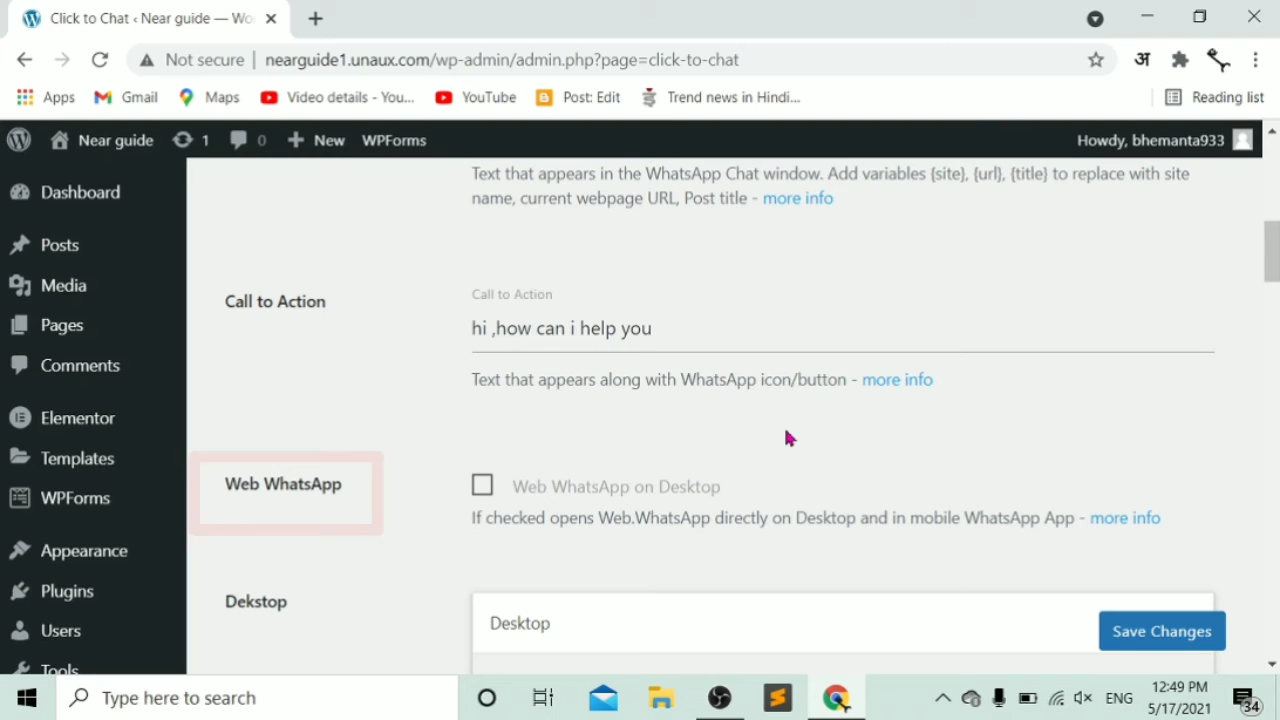 Click to Chat ‹ Near guide — Wo
Not secure | nearguide1.unaux.com/wp-admin/admin.php?page=click-to-chat
अ
Apps Gmail Maps Video details - You... YouTube Post: Edit Trend news in Hindi... Reading list
Near guide 1 0 New WPForms Howdy, bhemanta933
Dashboard
Posts
Media
Pages
Comments
Elementor
Templates
WPForms
Appearance
Plugins
Users
Tools
Text that appears in the WhatsApp Chat window. Add variables {site}, {url}, {title} to replace with site
name, current webpage URL, Post title - more info
Call to Action
Call to Action
hi ,how can i help you
Text that appears along with WhatsApp icon/button - more info
Web WhatsApp
Web WhatsApp on Desktop
If checked opens Web.WhatsApp directly on Desktop and in mobile WhatsApp App - more info
Dekstop
Desktop
Save Changes
Type here to search
ENG
12:49 PM
5/17/2021
34